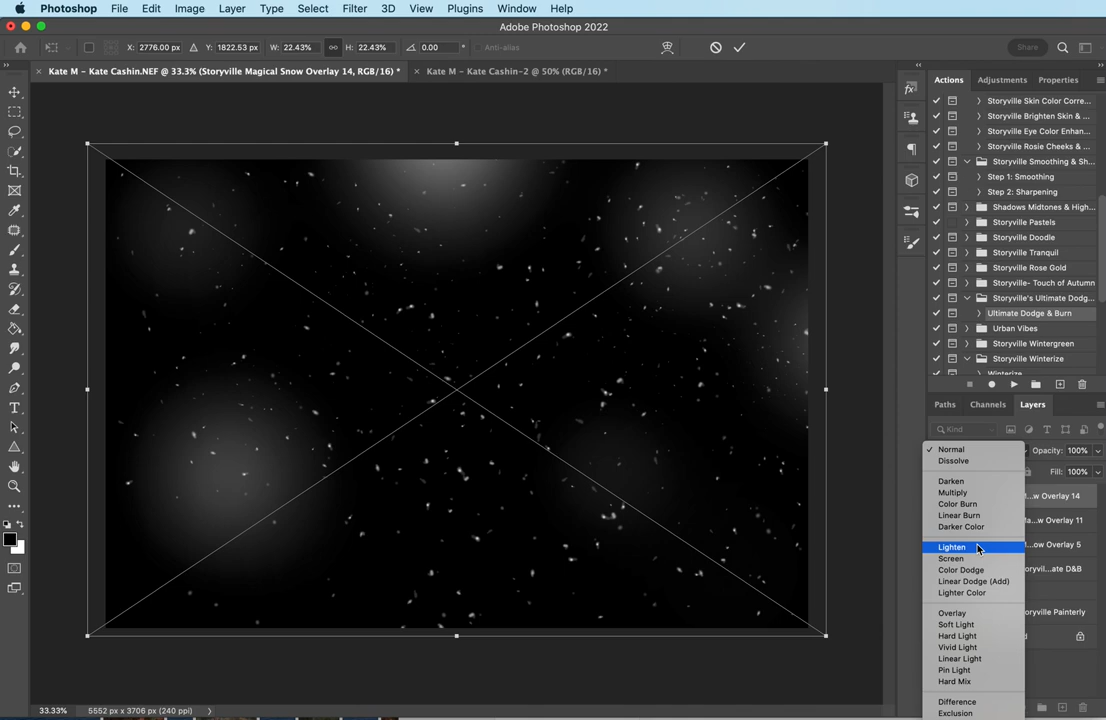 Photoshop File Edit Image Layer Type Select Filter 3D View Plugins Window Help
Adobe Photoshop 2022
X: 2776.00 px Y: 1822.53 px W: 22.43% H: 22.43% 0.00 ° Anti-alias Share
× Kate M - Kate Cashin.NEF @ 33.3% (Storyville Magical Snow Overlay 14, RGB/16) * × Kate M - Kate Cashin-2 @ 50% (RGB/16) *
Actions Adjustments Properties
Storyville Skin Color Corre...
Storyville Brighten Skin & ...
Storyville Eye Color Enhan...
Storyville Rosie Cheeks & ...
Storyville Smoothing & Sh...
Step 1: Smoothing
Step 2: Sharpening
Shadows Midtones & High...
Storyville Pastels
Storyville Doodle
Storyville Tranquil
Storyville Rose Gold
Storyville- Touch of Autumn
Storyville's Ultimate Dodg...
Ultimate Dodge & Burn
Urban Vibes
Storyville Wintergreen
Storyville Winterize
Winterize
Paths Channels Layers
Kind
Opacity: 100%
Fill: 100%
...w Overlay 14
...w Overlay 11
...ow Overlay 5
...ate D&B
oryville Painterly
Normal
Dissolve
Darken
Multiply
Color Burn
Linear Burn
Darker Color
Lighten
Screen
Color Dodge
Linear Dodge (Add)
Lighter Color
Overlay
Soft Light
Hard Light
Vivid Light
Linear Light
Pin Light
Hard Mix
Difference
Exclusion
33.33% 5552 px x 3706 px (240 ppi)